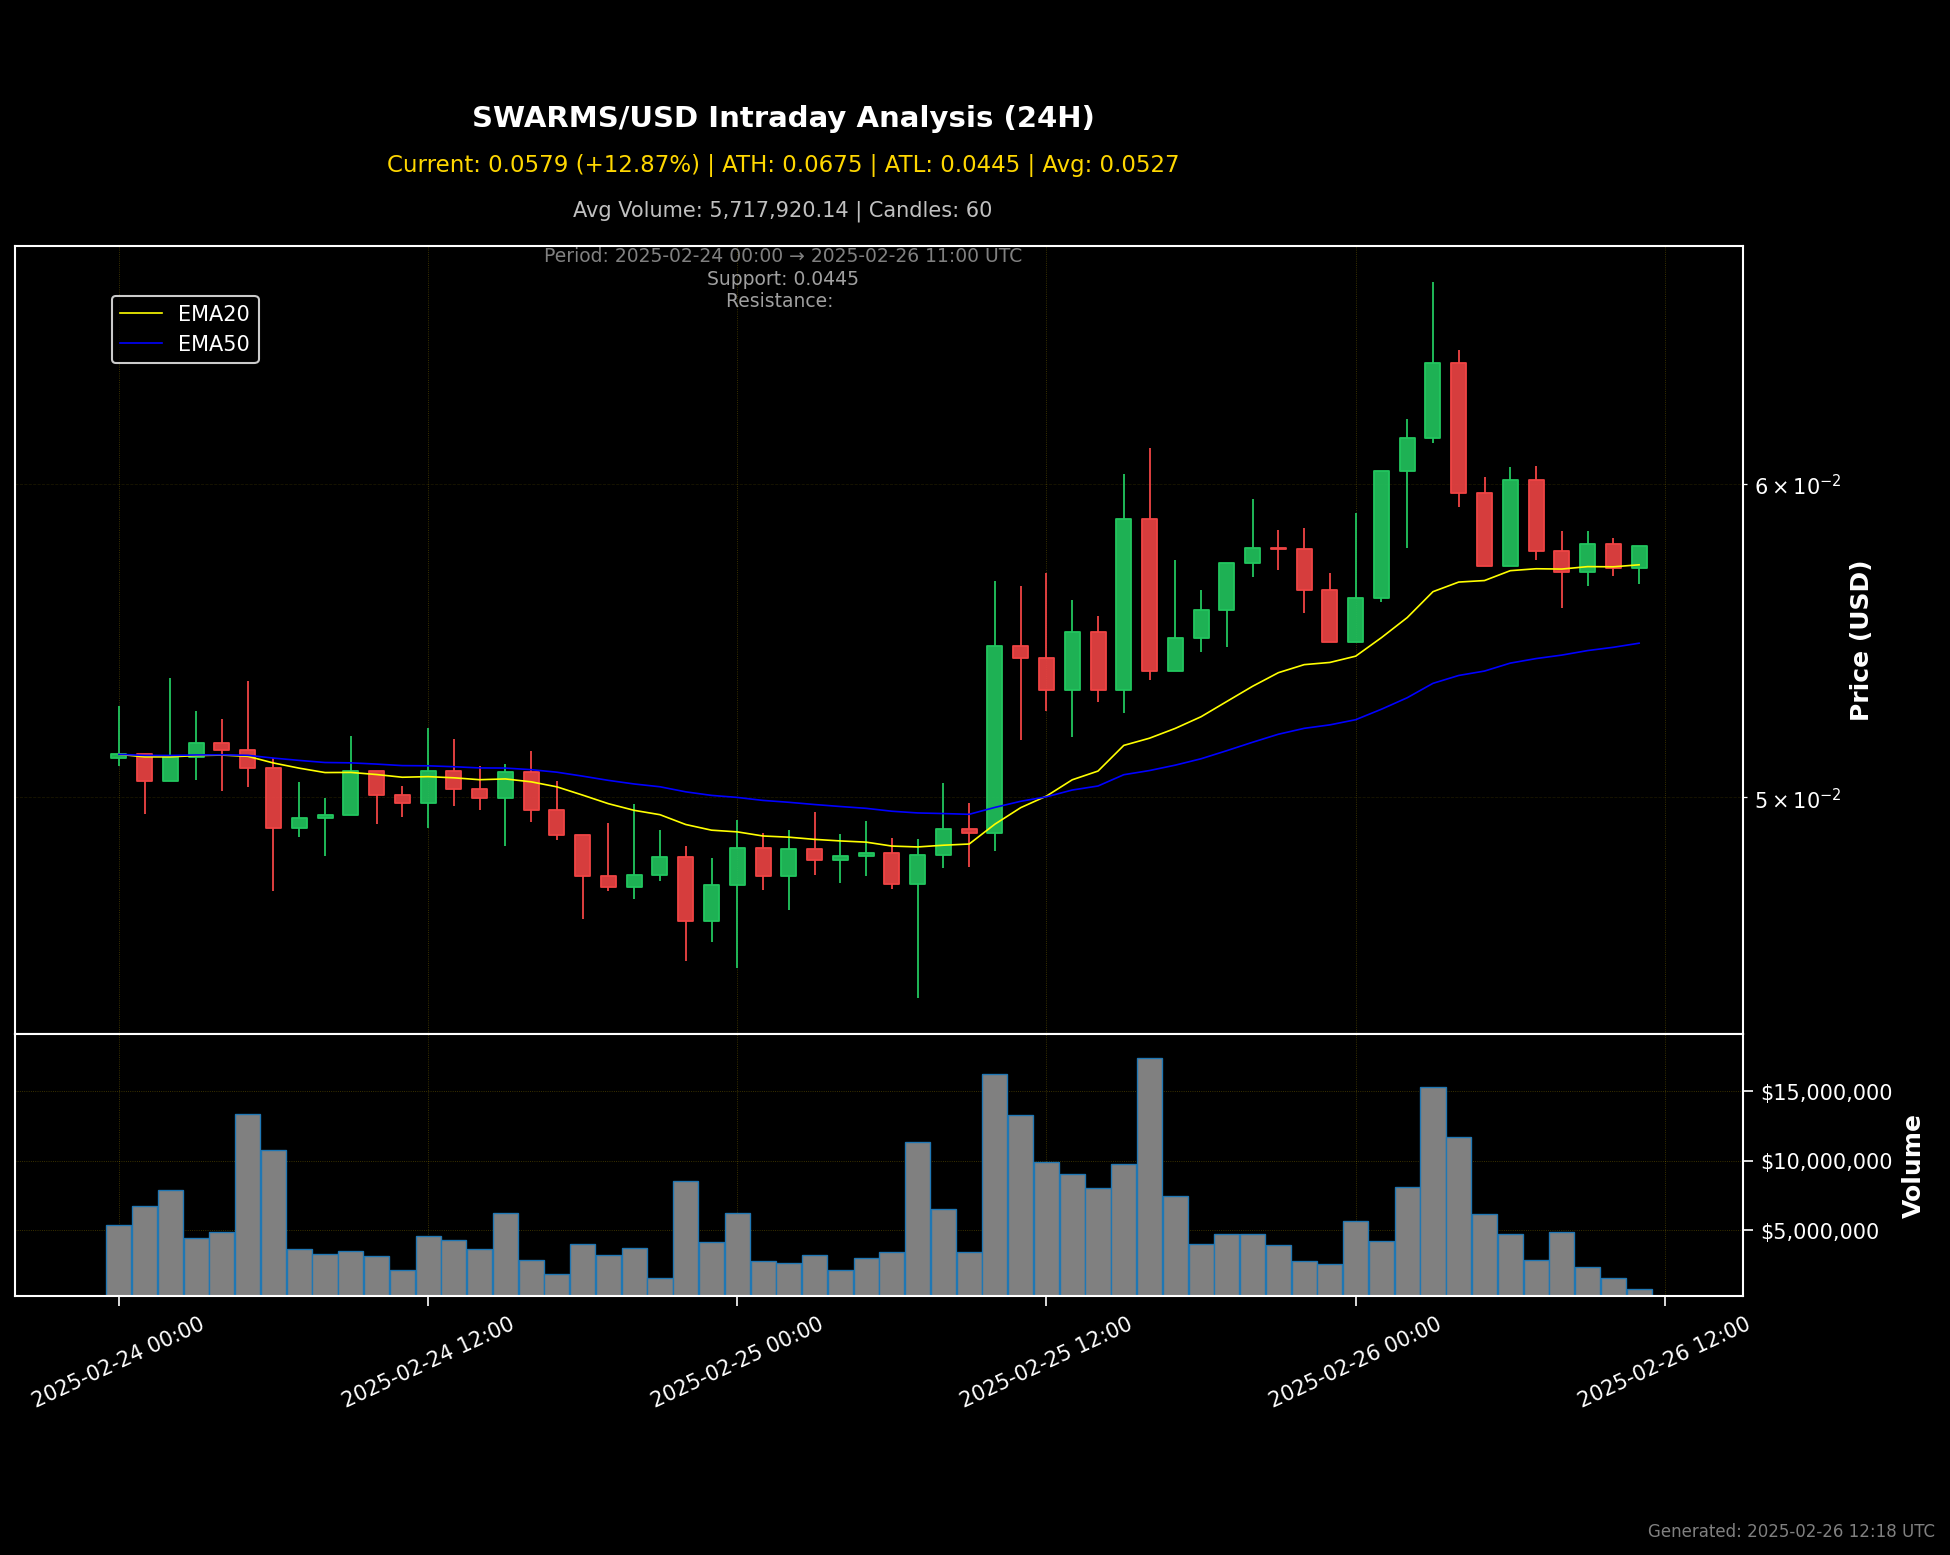 SWARMS/USD Intraday Analysis (24H)
Current: 0.0579 (+12.87%) | ATH: 0.0675 | ATL: 0.0445 | Avg: 0.0527
Avg Volume: 5,717,920.14 | Candles: 60
Period: 2025-02-24 00:00 → 2025-02-26 11:00 UTC
Support: 0.0445
Resistance:
EMA20
EMA50
6 × 10⁻²
5 × 10⁻²
Price (USD)
$15,000,000
$10,000,000
$5,000,000
Volume
2025-02-24 00:00
2025-02-24 12:00
2025-02-25 00:00
2025-02-25 12:00
2025-02-26 00:00
2025-02-26 12:00
Generated: 2025-02-26 12:18 UTC